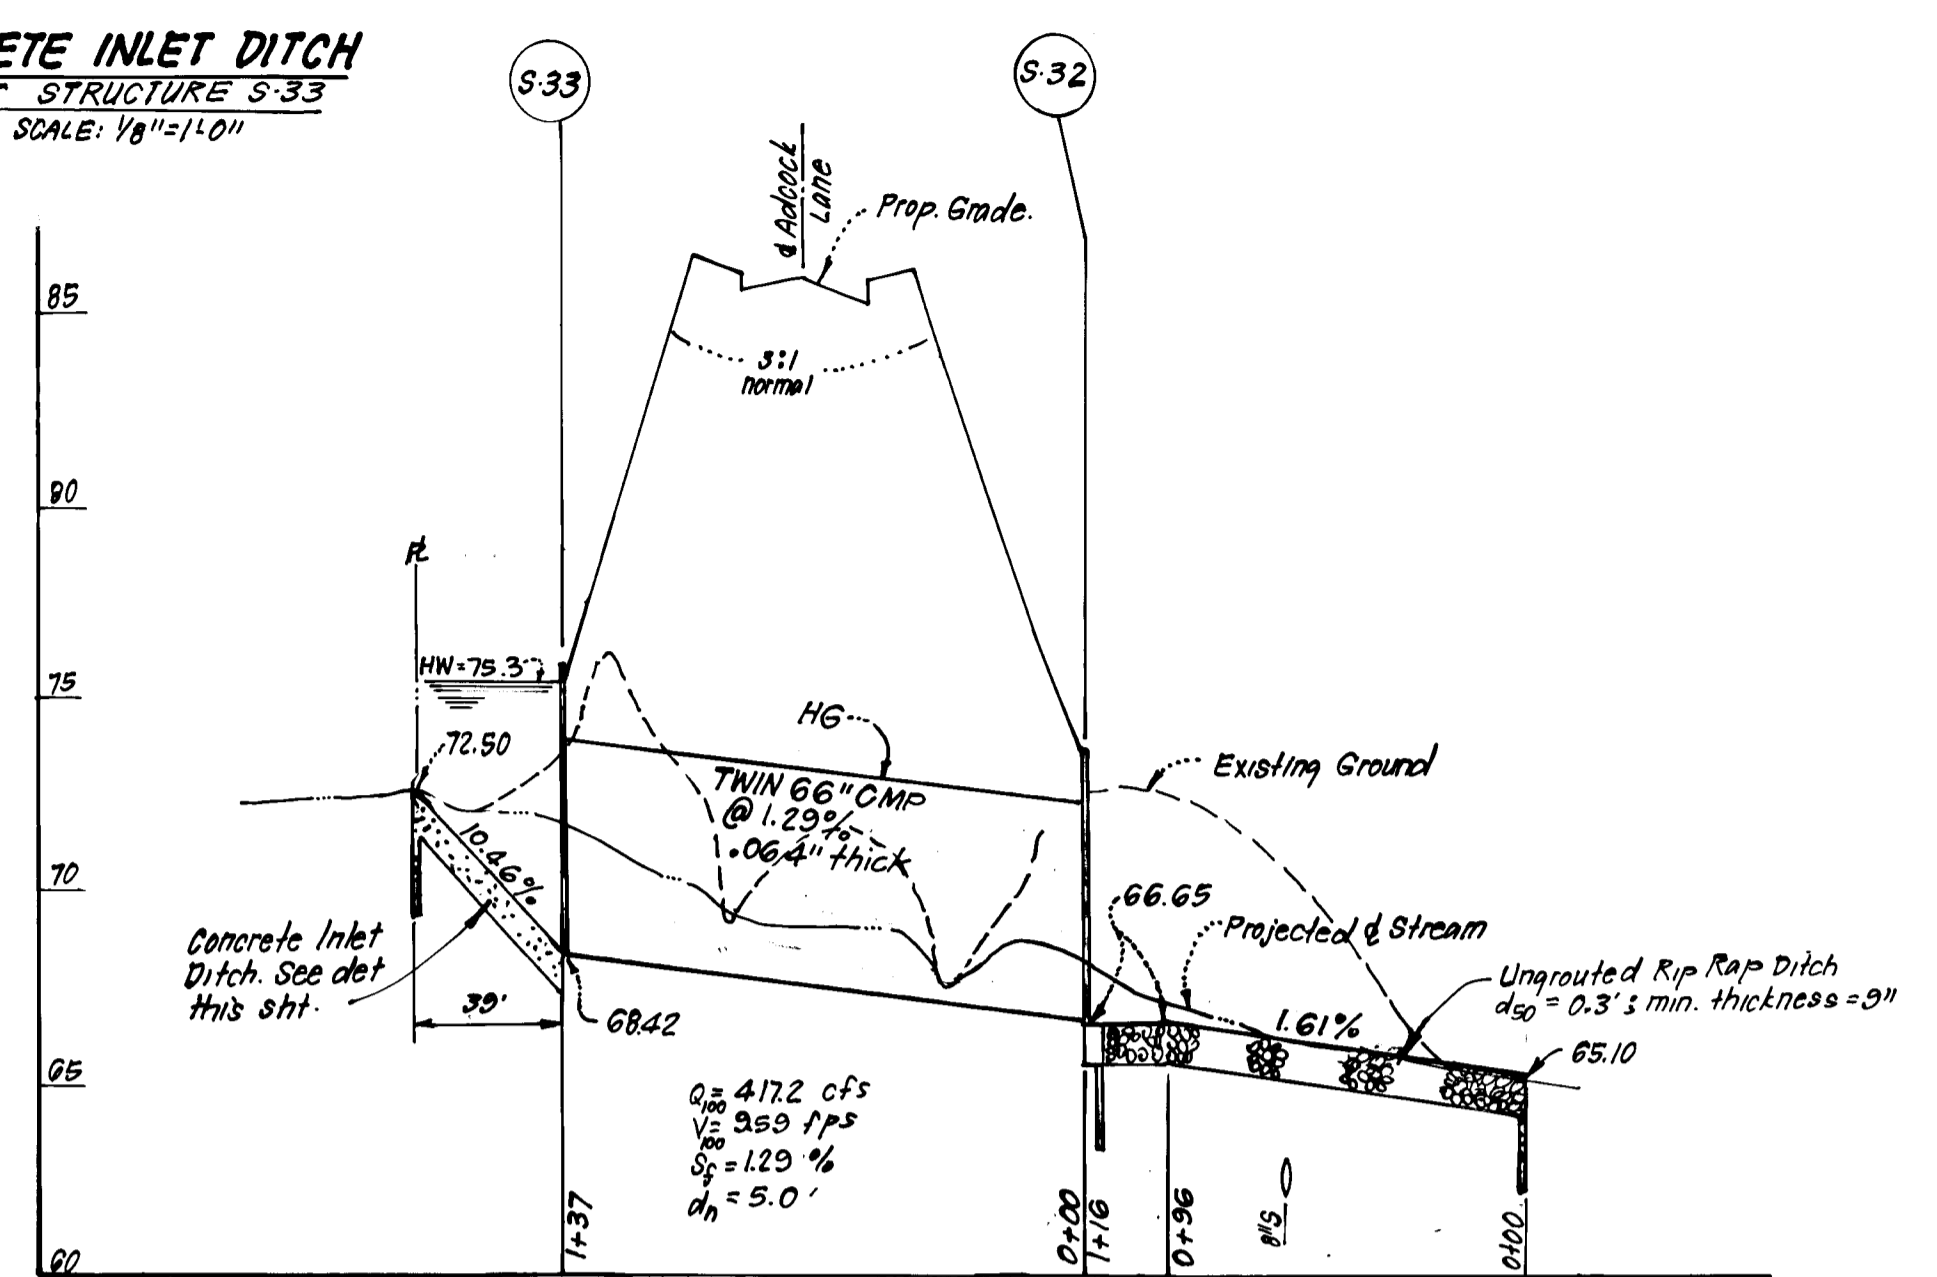 ETE INLET DITCH
STRUCTURE S-33
SCALE: 1/8"=1'-0"
S-33
S-32
℄ Adcock
Lane
Prop. Grade.
85
3:1
normal
80
PL
HW=75.3
75
72.50
HG
Existing Ground
TWIN 66" CMP
@ 1.29%
.064" thick
10.46%
70
66.65
Projected ℄ Stream
Concrete Inlet
Ditch. See det
this sht.
Ungrouted Rip Rap Ditch
d50 = 0.3'; min. thickness = 9"
1.61%
39'
68.42
65.10
65
Q100 = 417.2 cfs
V100 = 9.59 fps
Sf = 1.29 %
dn = 5.0'
1+37
0+00
1+16
0+96
8"S
0+00
60